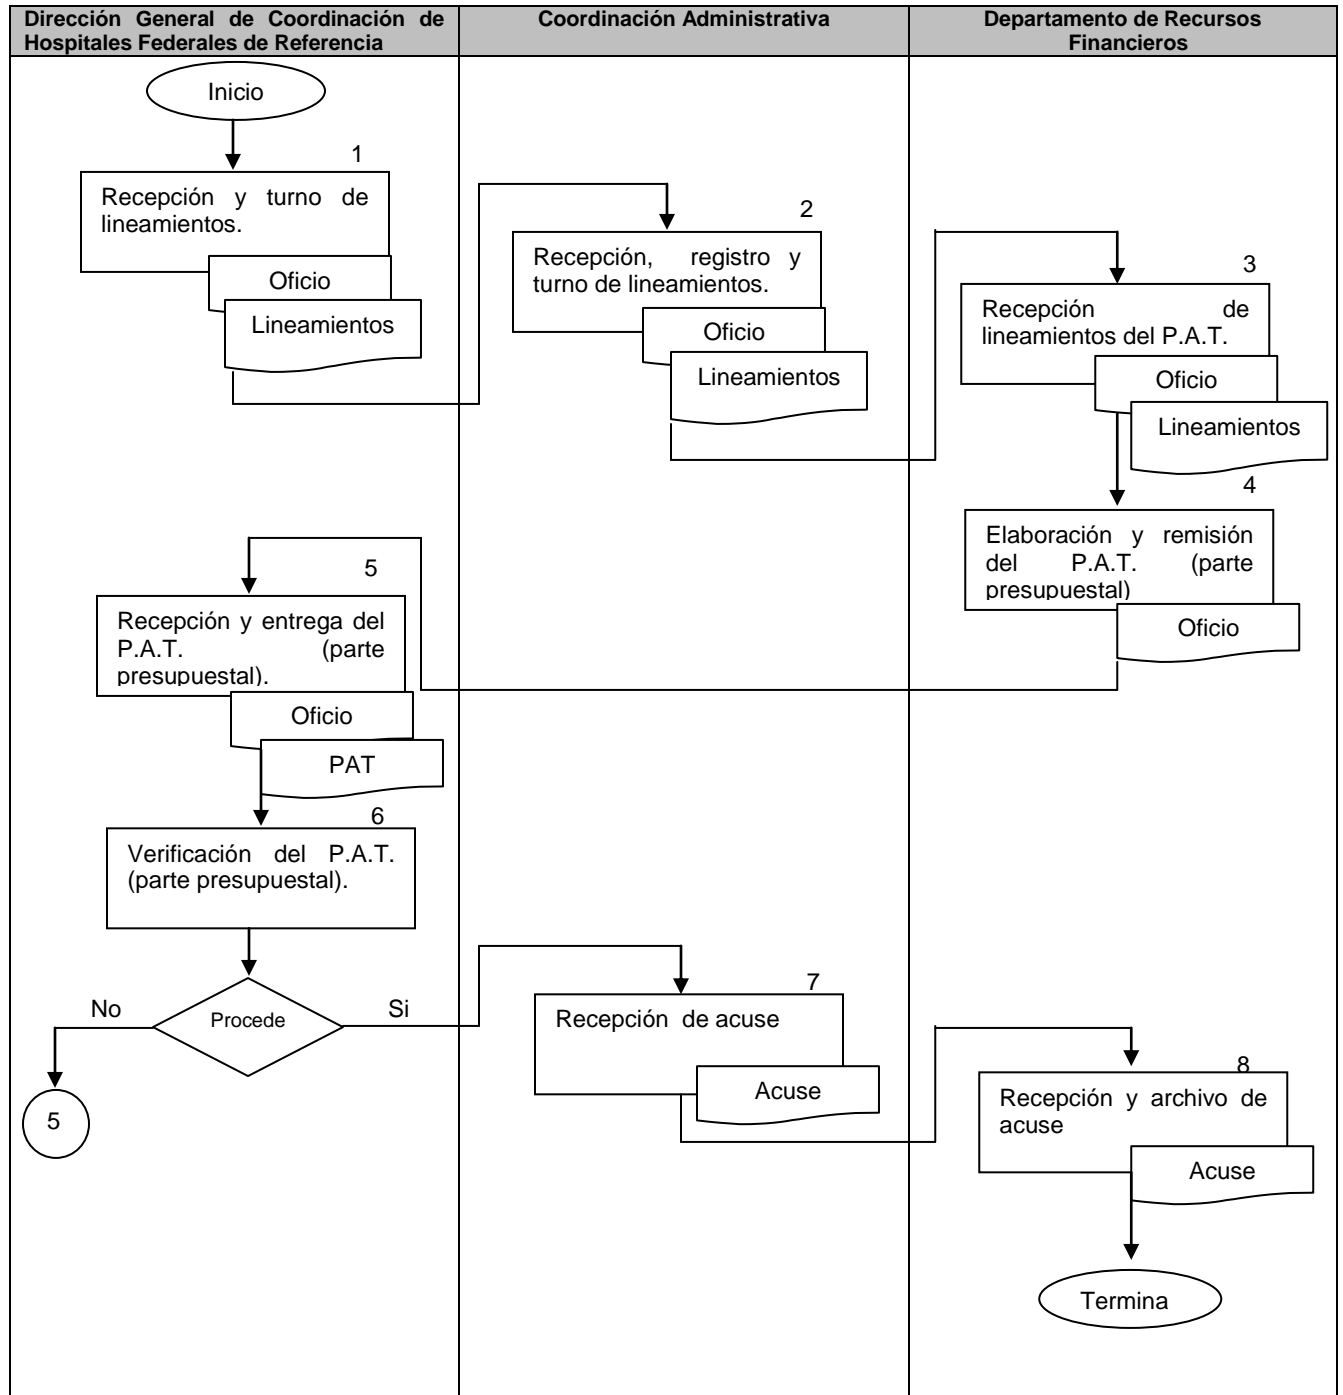 Dirección General de Coordinación de
Hospitales Federales de Referencia
Coordinación Administrativa
Departamento de Recursos
Financieros
Inicio
1
Recepción y turno de
lineamientos.
Oficio
Lineamientos
2
Recepción, registro y
turno de lineamientos.
Oficio
Lineamientos
3
Recepción de
lineamientos del P.A.T.
Oficio
Lineamientos
4
Elaboración y remisión
del P.A.T. (parte
presupuestal)
Oficio
5
Recepción y entrega del
P.A.T. (parte
presupuestal).
Oficio
PAT
6
Verificación del P.A.T.
(parte presupuestal).
Procede
No
Si
5
7
Recepción de acuse
Acuse
8
Recepción y archivo de
acuse
Acuse
Termina